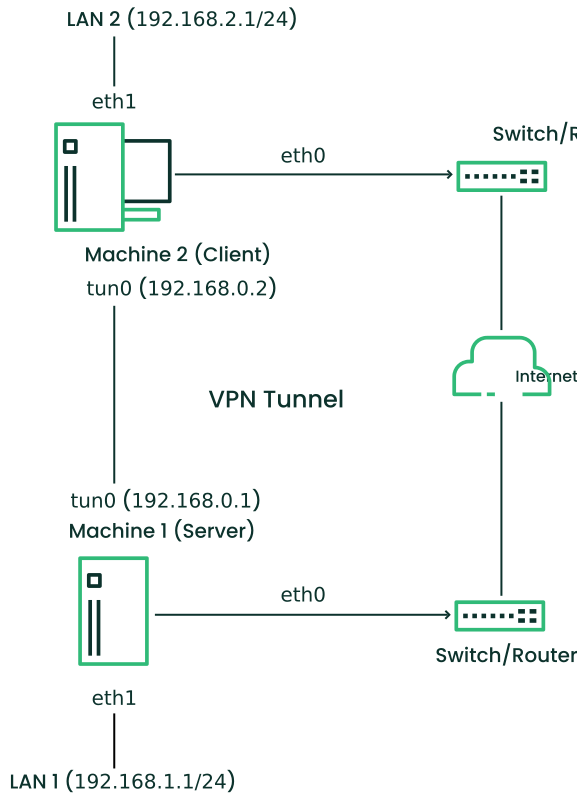 LAN 2 (192.168.2.1/24)
eth1
Switch/R
eth0
Machine 2 (Client)
tun0 (192.168.0.2)
Internet
VPN Tunnel
tun0 (192.168.0.1)
Machine 1 (Server)
eth0
Switch/Router
eth1
LAN 1 (192.168.1.1/24)